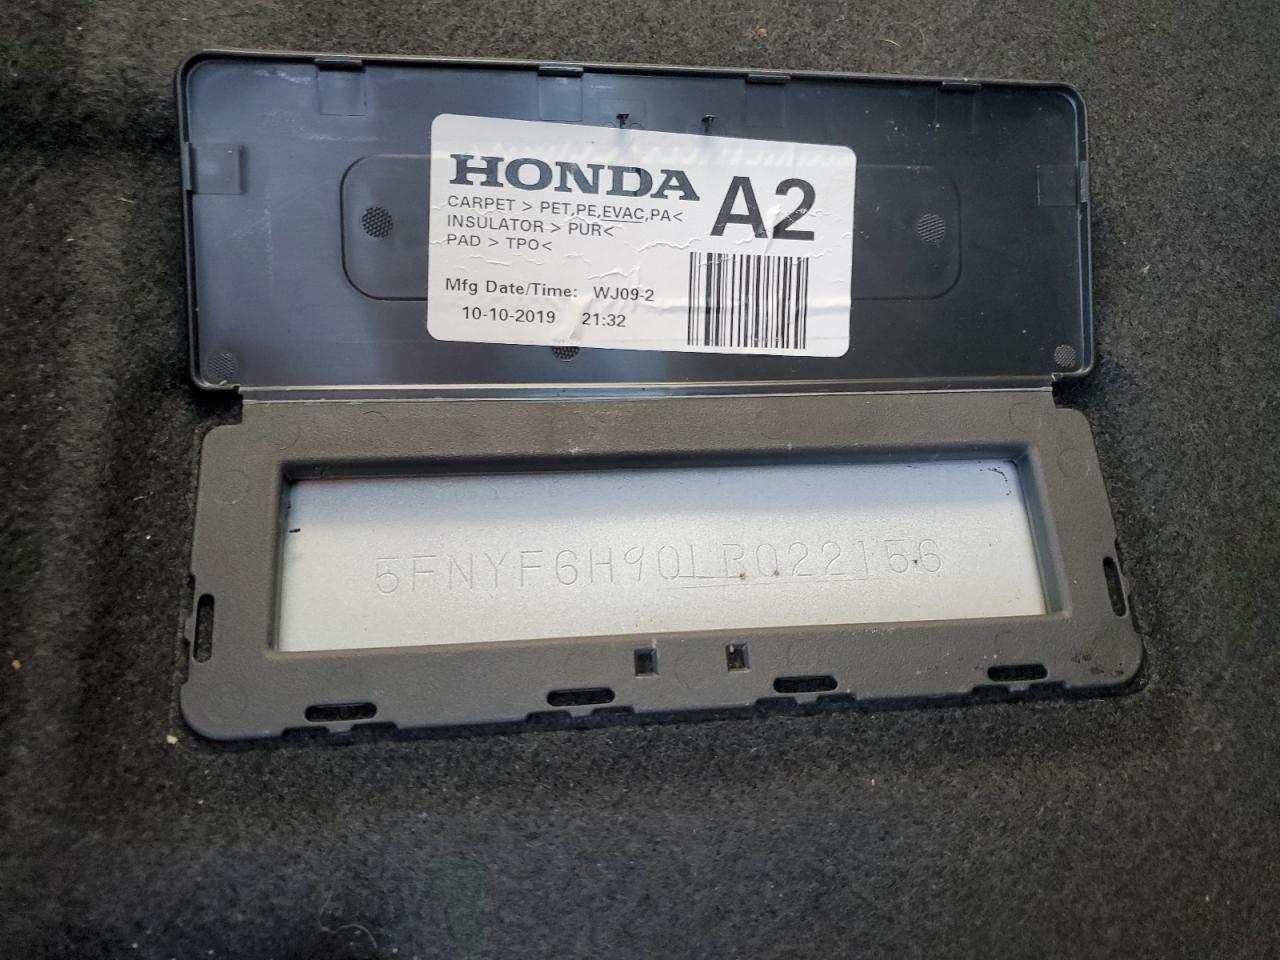 HONDA A2
CARPET > PET,PE,EVAC,PA<
INSULATOR > PUR<
PAD > TPO<
Mfg Date/Time: WJ09-2
10-10-2019 21:32
5FNYF6H90LB022156